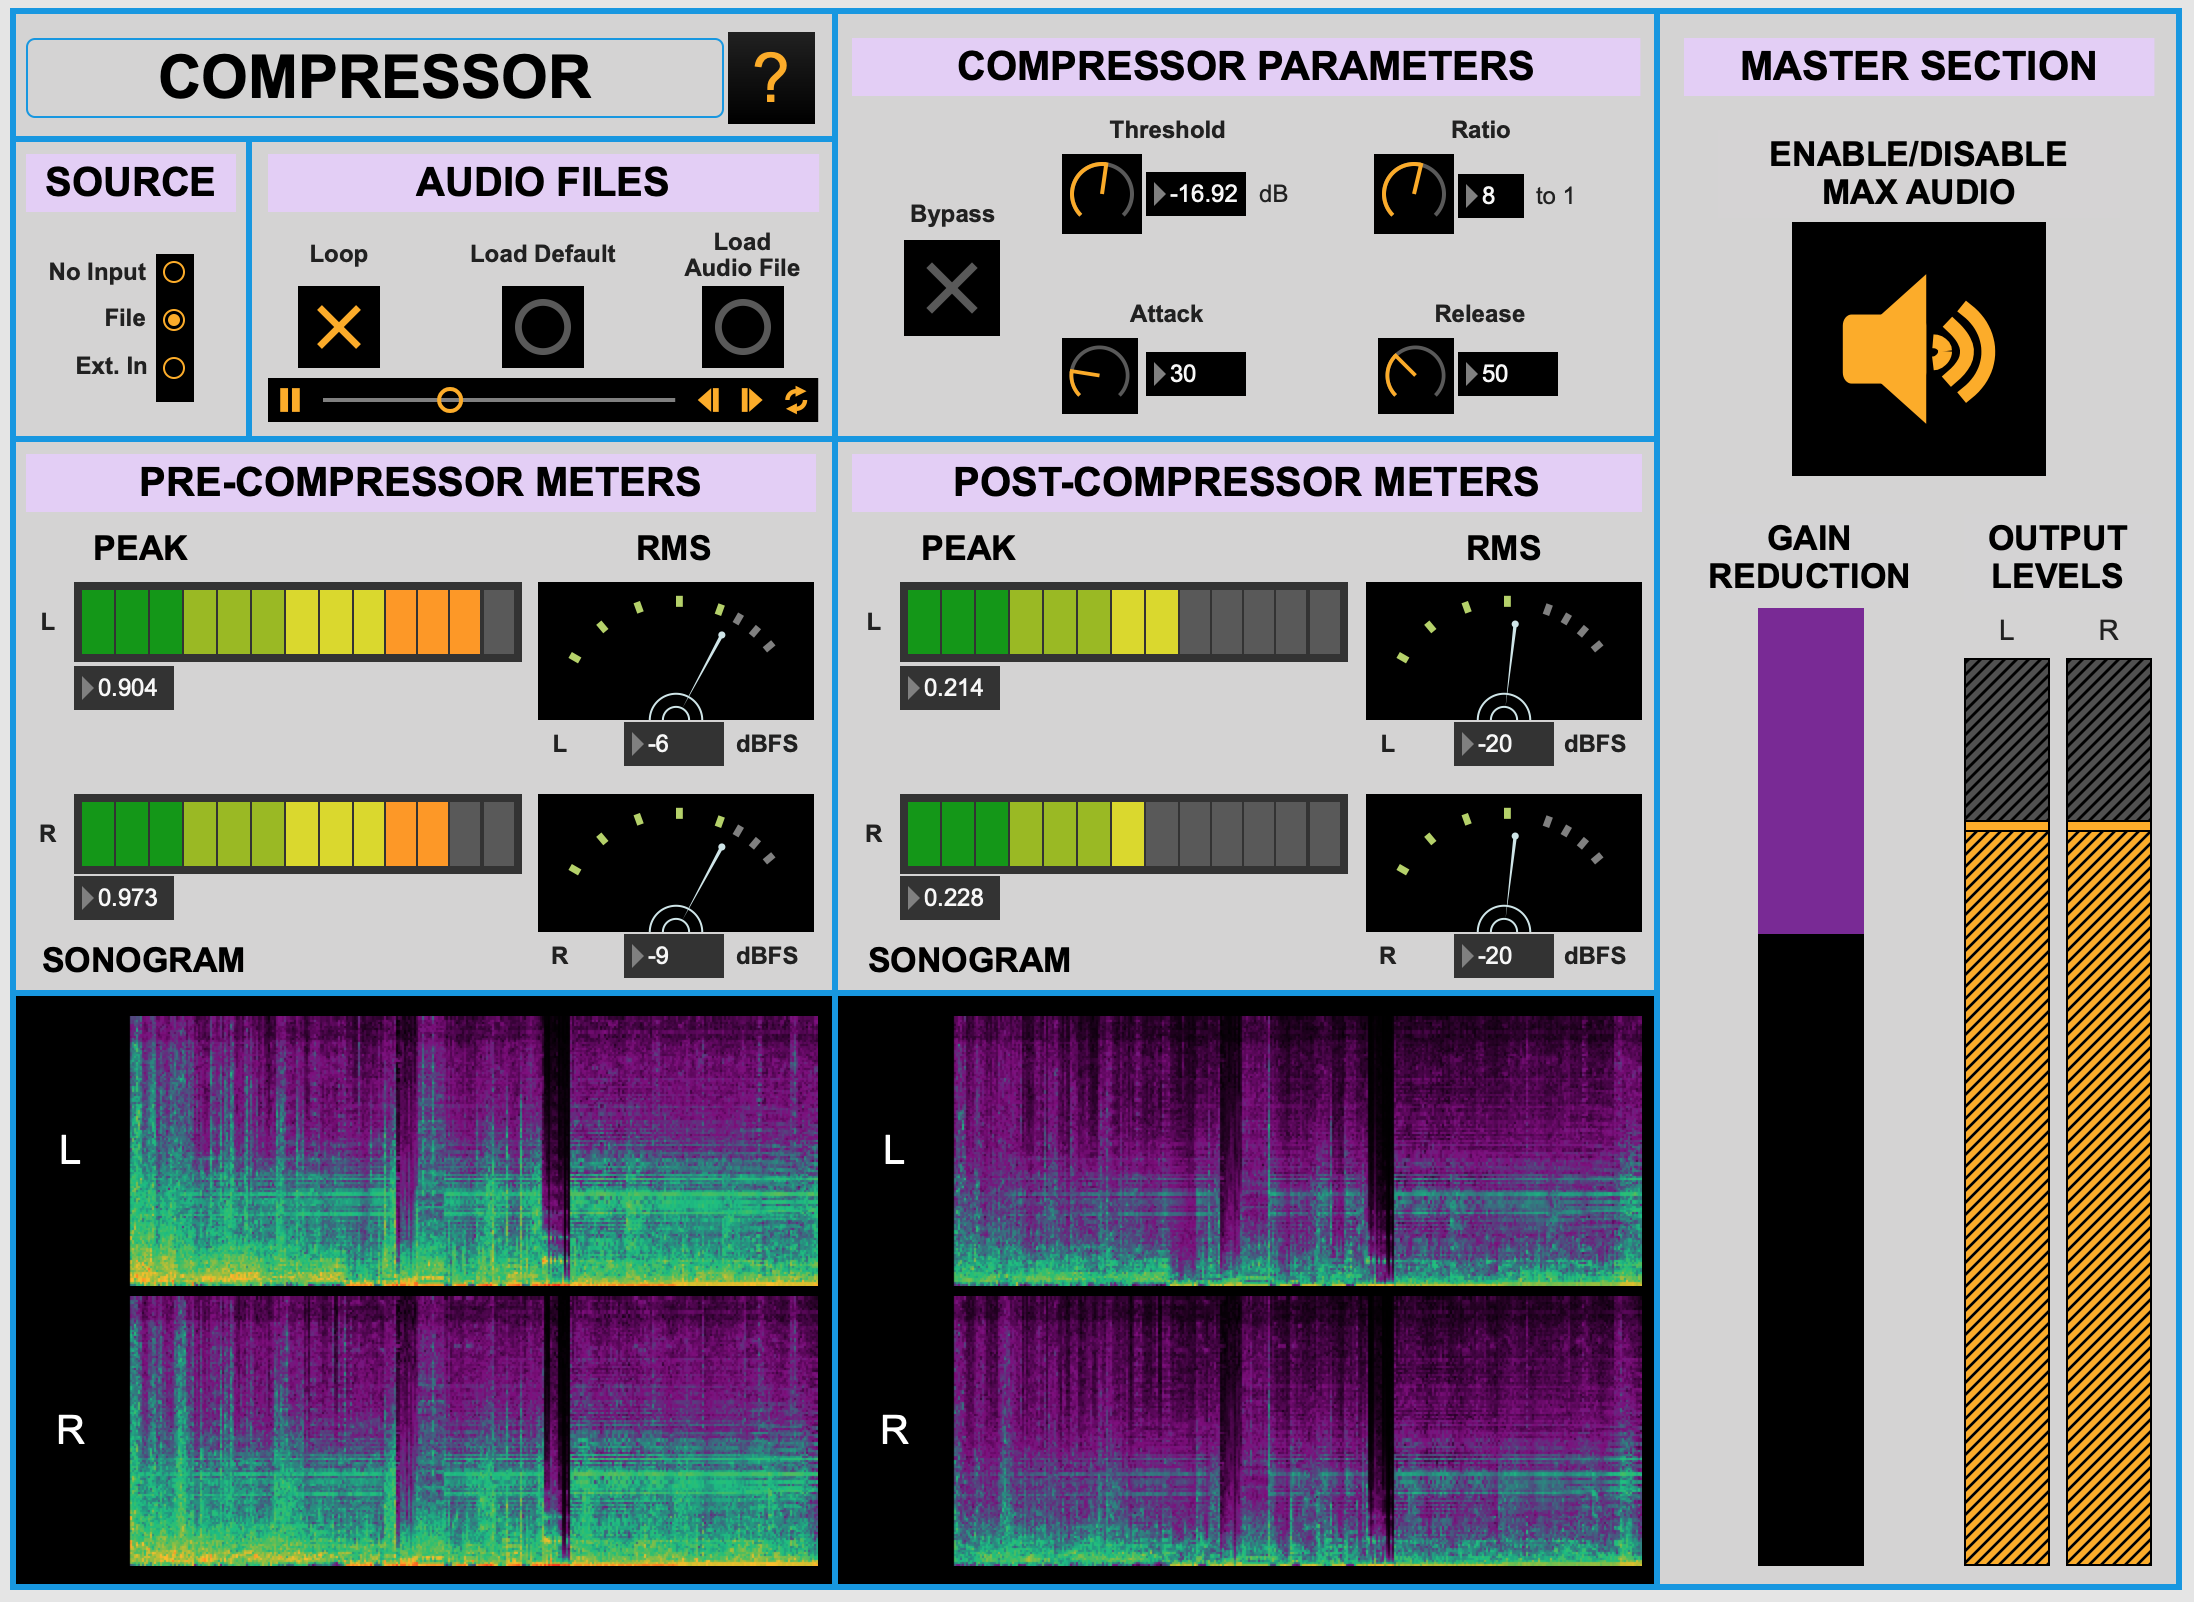 COMPRESSOR
?
SOURCE
No Input
File
Ext. In
AUDIO FILES
Loop
Load Default
Load
Audio File
COMPRESSOR PARAMETERS
Bypass
Threshold
-16.92 dB
Ratio
8 to 1
Attack
30
Release
50
MASTER SECTION
ENABLE/DISABLE
MAX AUDIO
GAIN
REDUCTION
OUTPUT
LEVELS
L R
PRE-COMPRESSOR METERS
PEAK
RMS
L
0.904
L -6 dBFS
R
0.973
R -9 dBFS
SONOGRAM
L
R
POST-COMPRESSOR METERS
PEAK
RMS
L
0.214
L -20 dBFS
R
0.228
R -20 dBFS
SONOGRAM
L
R